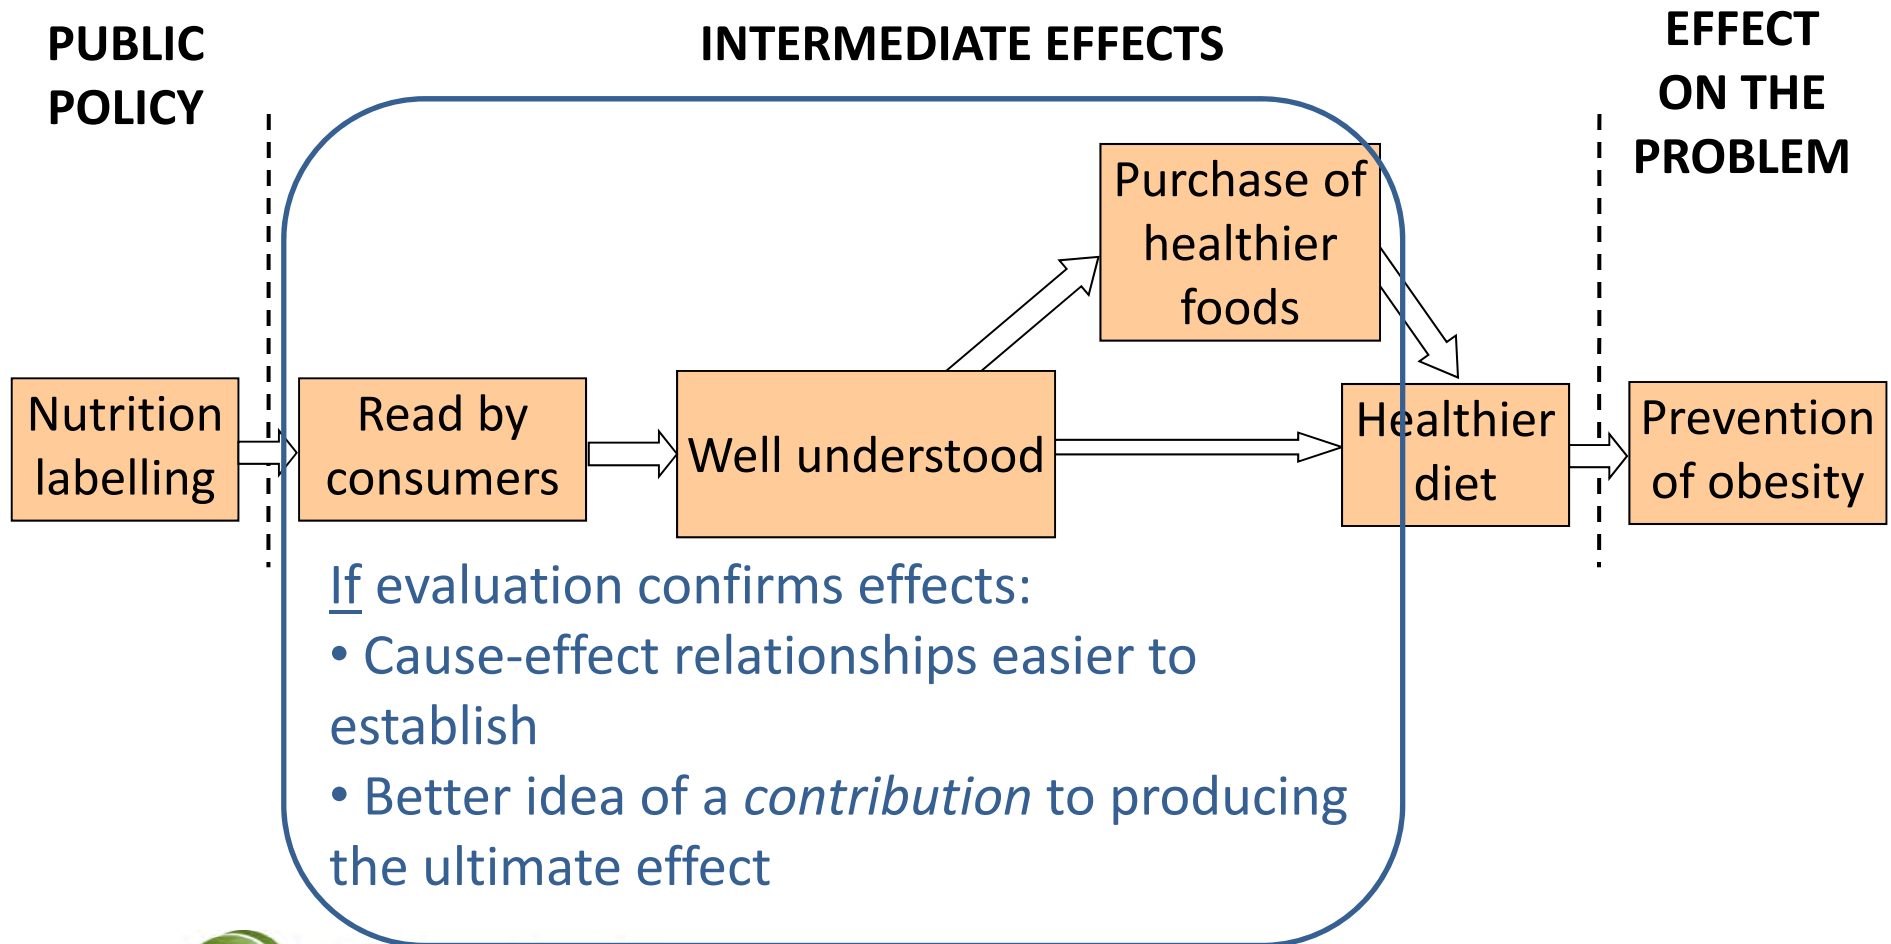 PUBLIC
POLICY
INTERMEDIATE EFFECTS
EFFECT
ON THE
PROBLEM
Purchase of
healthier
foods
Nutrition
labelling
Read by
consumers
Well understood
Healthier
diet
Prevention
of obesity
If evaluation confirms effects:
• Cause-effect relationships easier to
establish
• Better idea of a contribution to producing
the ultimate effect